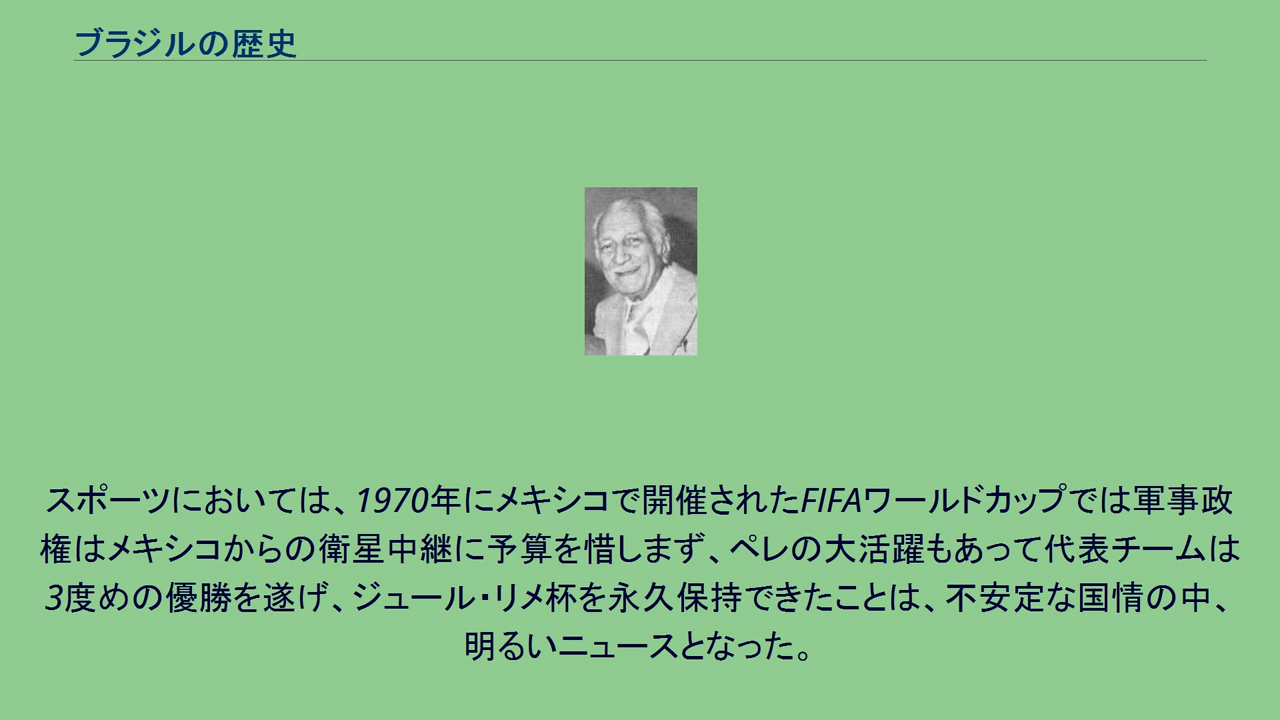 ブラジルの歴史
スポーツにおいては、1970年にメキシコで開催されたFIFAワールドカップでは軍事政
権はメキシコからの衛星中継に予算を惜しまず、ペレの大活躍もあって代表チームは
3度めの優勝を遂げ、ジュール・リメ杯を永久保持できたことは、不安定な国情の中、
明るいニュースとなった。